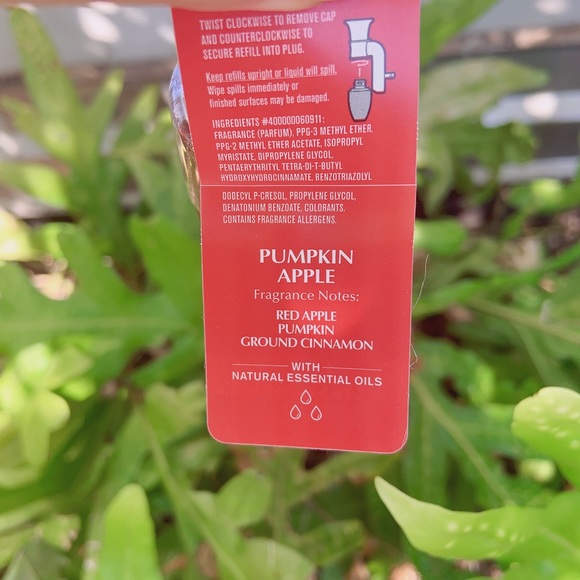 TWIST CLOCKWISE TO REMOVE CAP
AND COUNTERCLOCKWISE TO
SECURE REFILL INTO PLUG.
Keep refills upright or liquid will spill.
Wipe spills immediately or
finished surfaces may be damaged.
INGREDIENTS #400000060911:
FRAGRANCE (PARFUM), PPG-3 METHYL ETHER,
PPG-2 METHYL ETHER ACETATE, ISOPROPYL
MYRISTATE, DIPROPYLENE GLYCOL,
PENTAERYTHRITYL TETRA-DI-T-BUTYL
HYDROXYHYDROCINNAMATE, BENZOTRIAZOLYL
DODECYL P-CRESOL, PROPYLENE GLYCOL,
DENATONIUM BENZOATE, COLORANTS.
CONTAINS FRAGRANCE ALLERGENS.
PUMPKIN
APPLE
Fragrance Notes:
RED APPLE
PUMPKIN
GROUND CINNAMON
WITH
NATURAL ESSENTIAL OILS